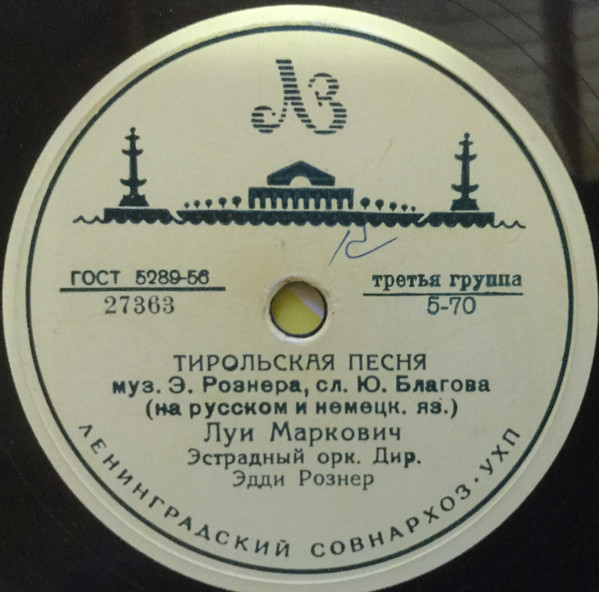 ЛЗ
ГОСТ 5289-56
27363
третья группа
5-70
ТИРОЛЬСКАЯ ПЕСНЯ
муз. Э. Рознера, сл. Ю. Благова
(на русском и немецк. яз.)
Луи Маркович
Эстрадный орк. Дир.
Эдди Рознер
ЛЕНИНГРАДСКИЙ СОВНАРХОЗ · УХП